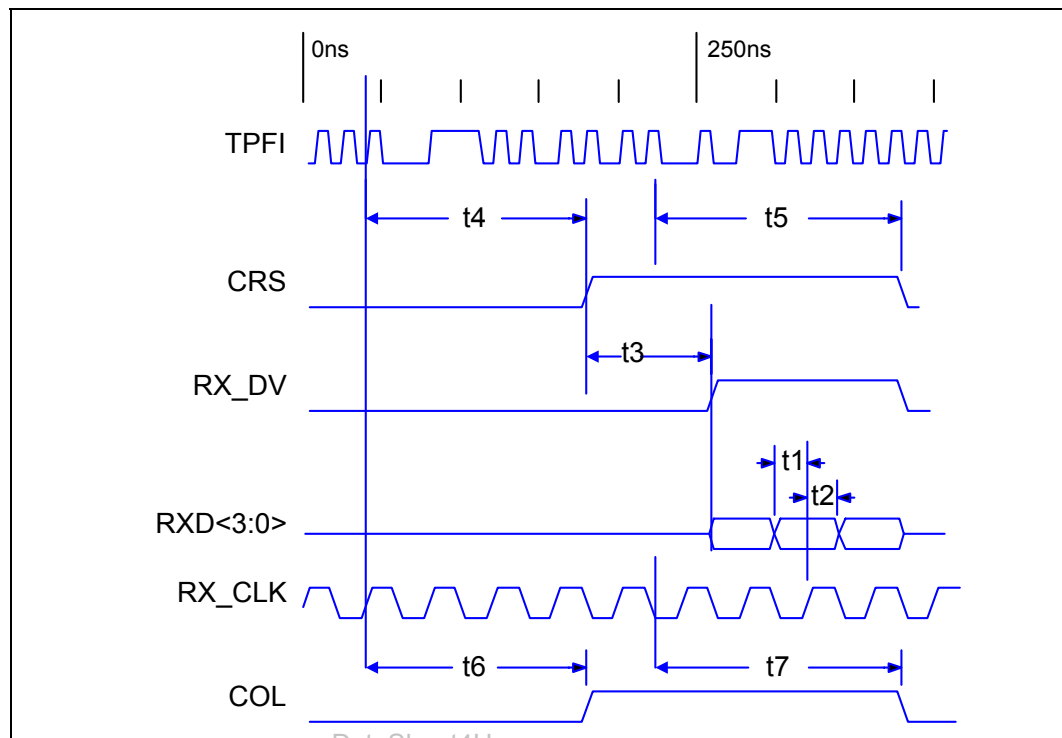 0ns
250ns
TPFI
t4
t5
CRS
t3
RX_DV
t1
t2
RXD<3:0>
RX_CLK
t6
t7
COL